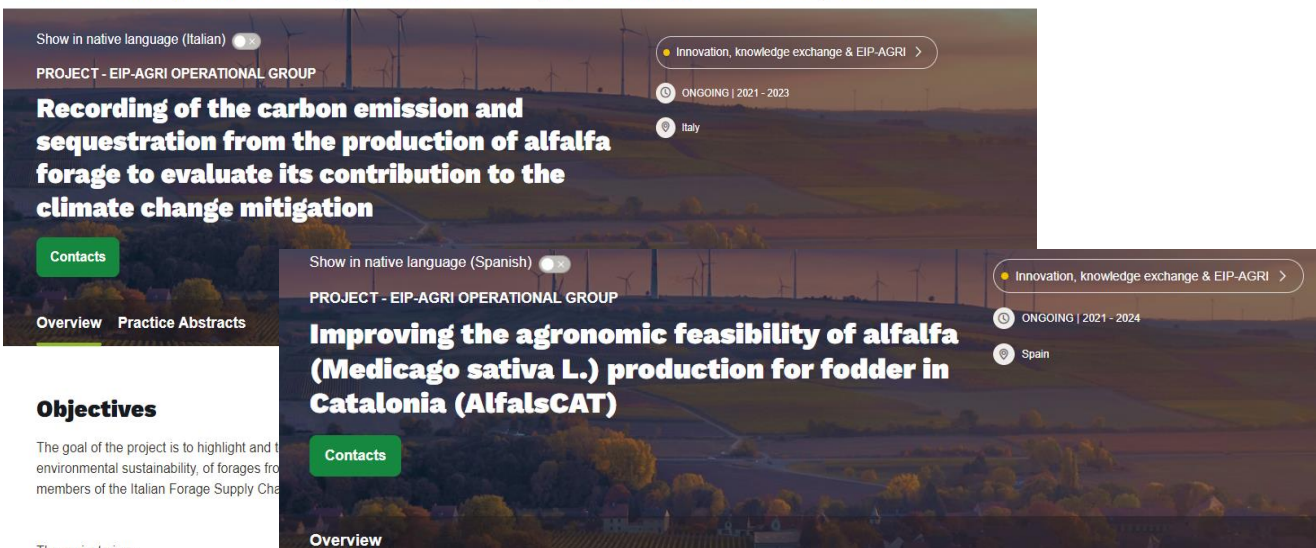 Show in native language (Italian)
PROJECT - EIP-AGRI OPERATIONAL GROUP
Recording of the carbon emission and
sequestration from the production of alfalfa
forage to evaluate its contribution to the
climate change mitigation
Contacts
Overview Practice Abstracts
Innovation, knowledge exchange & EIP-AGRI >
ONGOING | 2021 - 2023
Italy
Objectives
The goal of the project is to highlight and
environmental sustainability, of forages
members of the Italian Forage Supply
Show in native language (Spanish)
PROJECT - EIP-AGRI OPERATIONAL GROUP
Improving the agronomic feasibility of alfalfa
(Medicago sativa L.) production for fodder in
Catalonia (AlfalsCAT)
Contacts
Overview
Innovation, knowledge exchange & EIP-AGRI >
ONGOING | 2021 - 2024
Spain